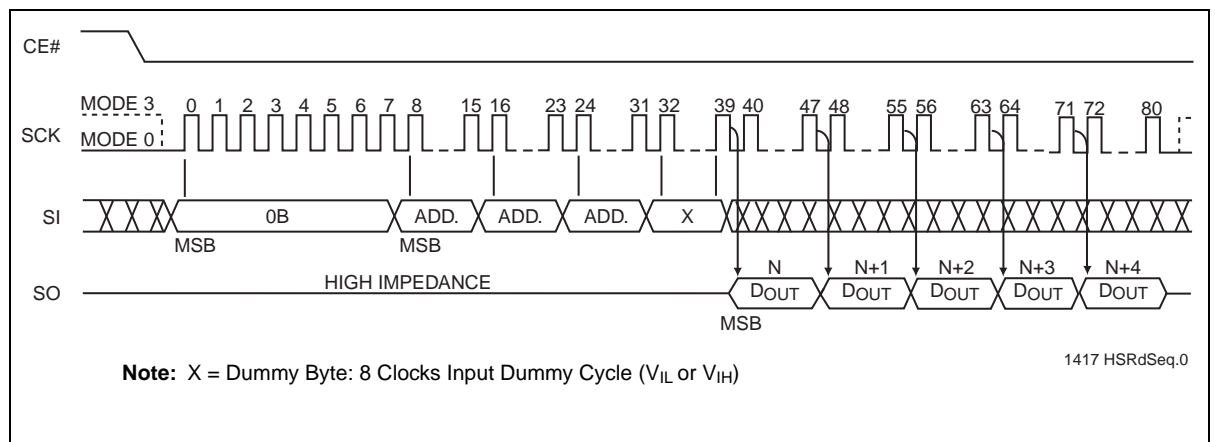 CE#
MODE 3
0 1 2 3 4 5 6 7 8 15 16 23 24 31 32 39 40 47 48 55 56 63 64 71 72 80
SCK
MODE 0
SI
0B ADD. ADD. ADD. X
MSB MSB
N N+1 N+2 N+3 N+4
HIGH IMPEDANCE
SO
DOUT DOUT DOUT DOUT DOUT
MSB
1417 HSRdSeq.0
Note: X = Dummy Byte: 8 Clocks Input Dummy Cycle (VIL or VIH)